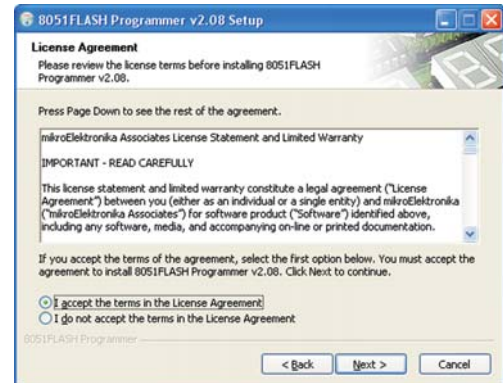 8051FLASH Programmer v2.08 Setup
License Agreement
Please review the license terms before installing 8051FLASH
Programmer v2.08.
Press Page Down to see the rest of the agreement.
mikroElektronika Associates License Statement and Limited Warranty
IMPORTANT - READ CAREFULLY
This license statement and limited warranty constitute a legal agreement ("License
Agreement") between you (either as an individual or a single entity) and mikroElektronika
("mikroElektronika Associates") for software product ("Software") identified above,
including any software, media, and accompanying on-line or printed documentation.
If you accept the terms of the agreement, select the first option below. You must accept the
agreement to install 8051FLASH Programmer v2.08. Click Next to continue.
I accept the terms in the License Agreement
I do not accept the terms in the License Agreement
8051FLASH Programmer
< Back Next > Cancel